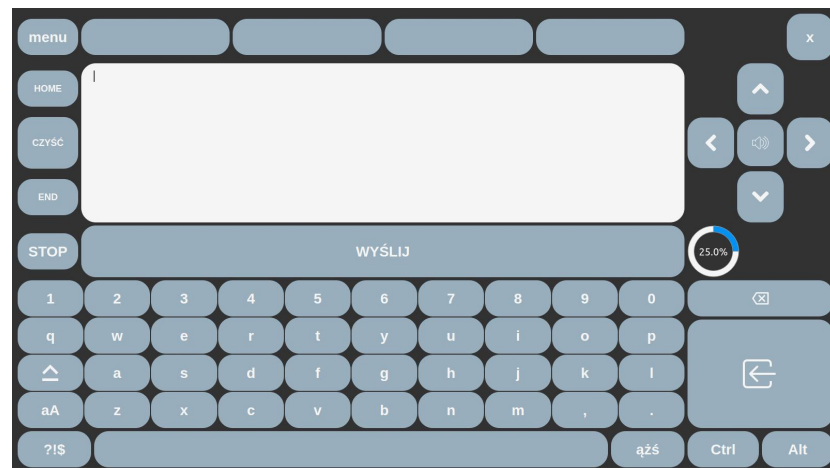 menu
x
HOME
CZYŚĆ
END
STOP
WYŚLIJ
25.0%
1 2 3 4 5 6 7 8 9 0
q w e r t y u i o p
a s d f g h j k l
aA z x c v b n m , .
?!$ ążś Ctrl Alt